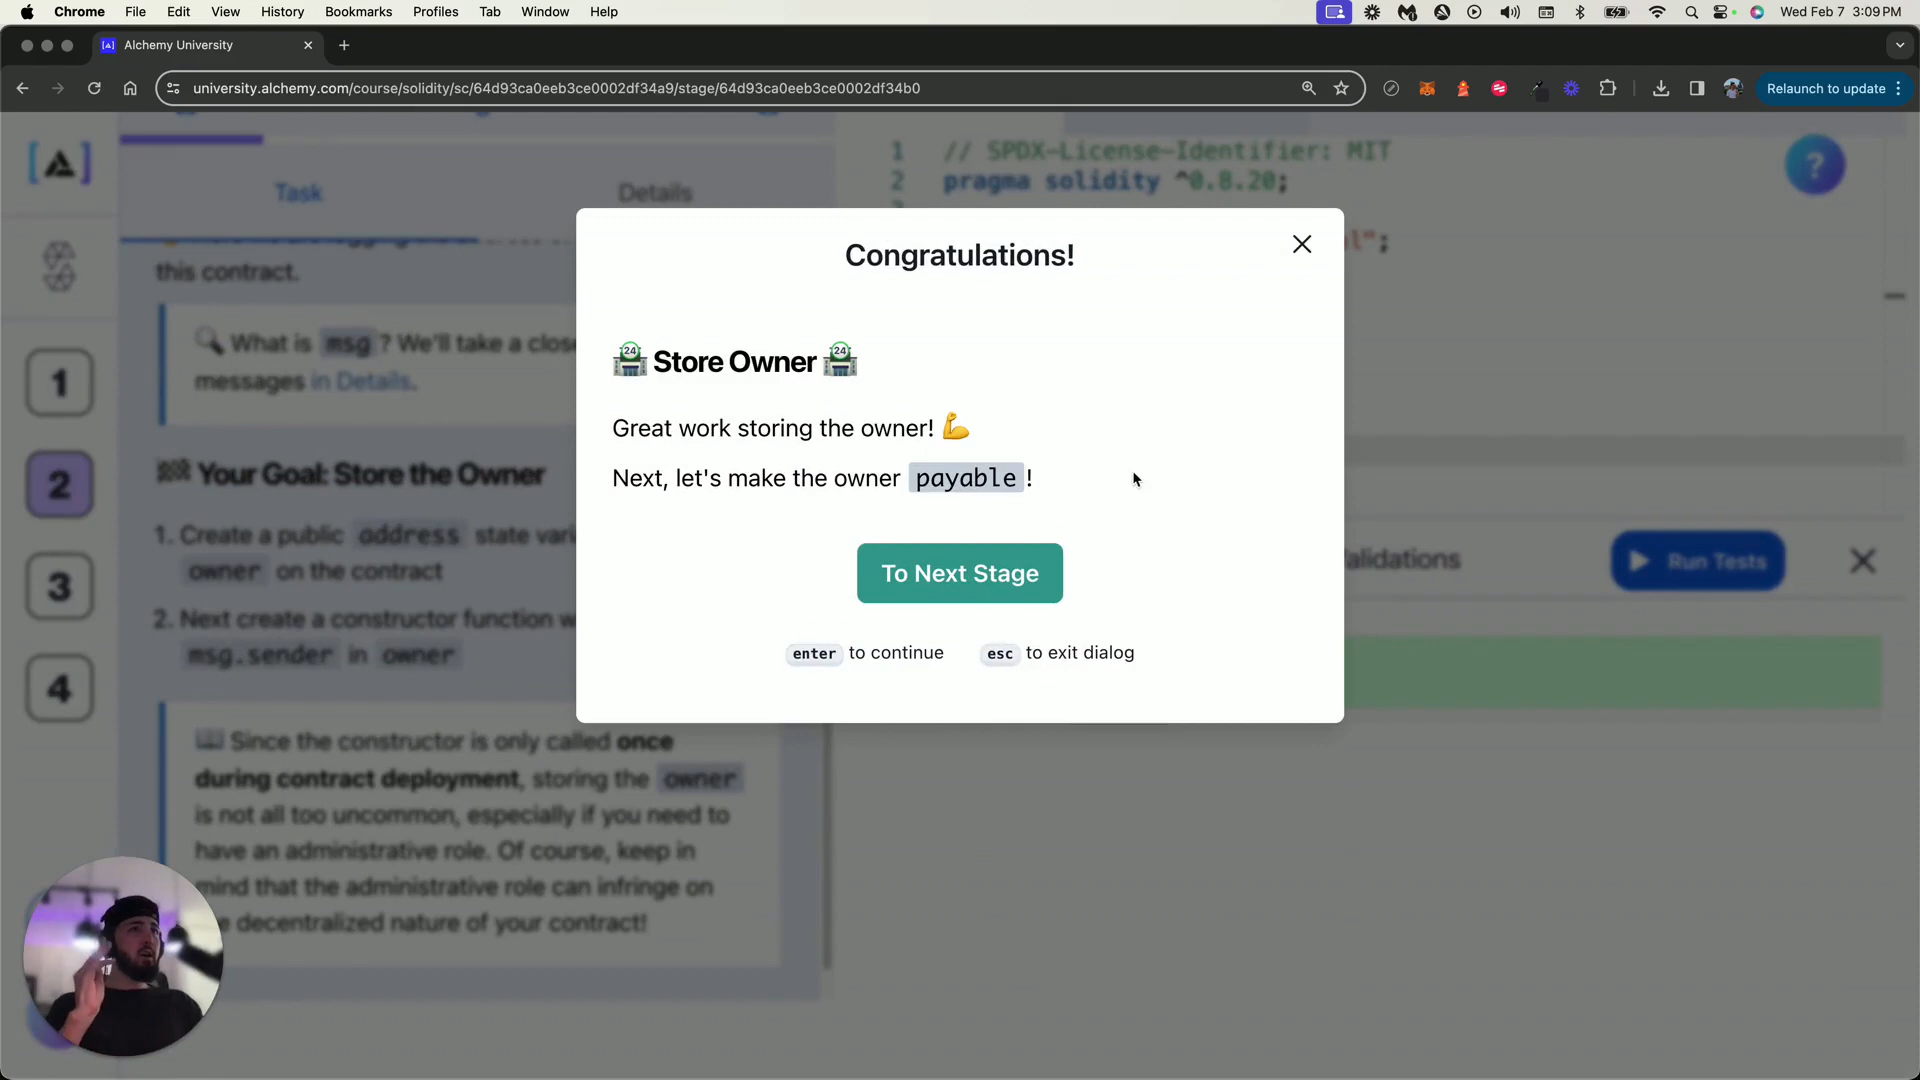 Chrome File Edit View History Bookmarks Profiles Tab Window Help
Wed Feb 7 3:09 PM
Alchemy University
university.alchemy.com/course/solidity/sc/64d93ca0eeb3ce0002df34a9/stage/64d93ca0eeb3ce0002df34b0
Relaunch to update
Task
Details
this contract.
What is msg? We'll take a close
messages in Details.
Your Goal: Store the Owner
1. Create a public address state vari
owner on the contract
2. Next create a constructor function w
msg.sender in owner
Since the constructor is only called once
during contract deployment, storing the owner
is not all too uncommon, especially if you need to
have an administrative role. Of course, keep in
mind that the administrative role can infringe on
decentralized nature of your contract!
1
2
3
4
1 // SPDX-License-Identifier: MIT
2 pragma solidity ^0.8.20;
l";
?
Congratulations!
24 Store Owner 24
Great work storing the owner! 💪
Next, let's make the owner payable!
To Next Stage
enter to continue esc to exit dialog
alidations
Run Tests